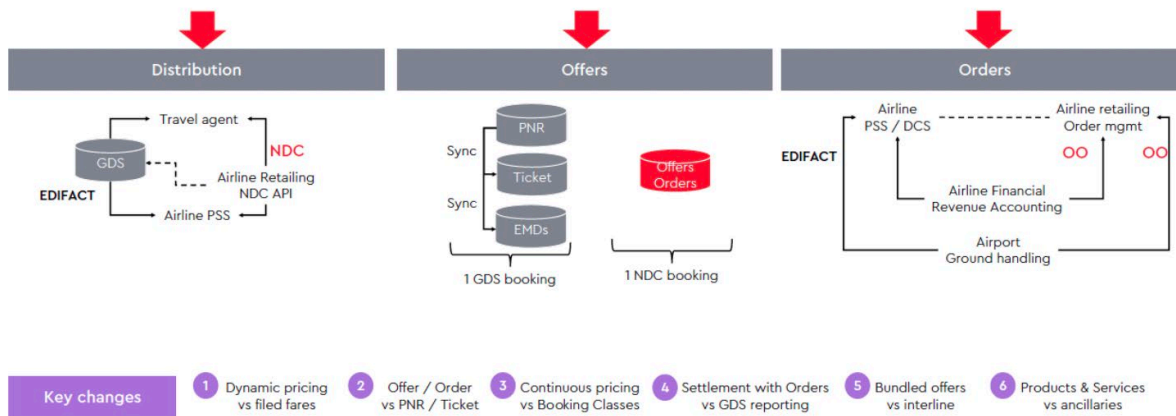 Distribution
Offers
Orders
Travel agent
GDS
NDC
EDIFACT
Airline Retailing
NDC API
Airline PSS
PNR
Sync
Ticket
Sync
EMDs
1 GDS booking
Offers
Orders
1 NDC booking
Airline
PSS / DCS
Airline retailing
Order mgmt
EDIFACT
OO
OO
Airline Financial
Revenue Accounting
Airport
Ground handling
Key changes
1
Dynamic pricing
vs filed fares
2
Offer / Order
vs PNR / Ticket
3
Continuous pricing
vs Booking Classes
4
Settlement with Orders
vs GDS reporting
5
Bundled offers
vs interline
6
Products & Services
vs ancillaries